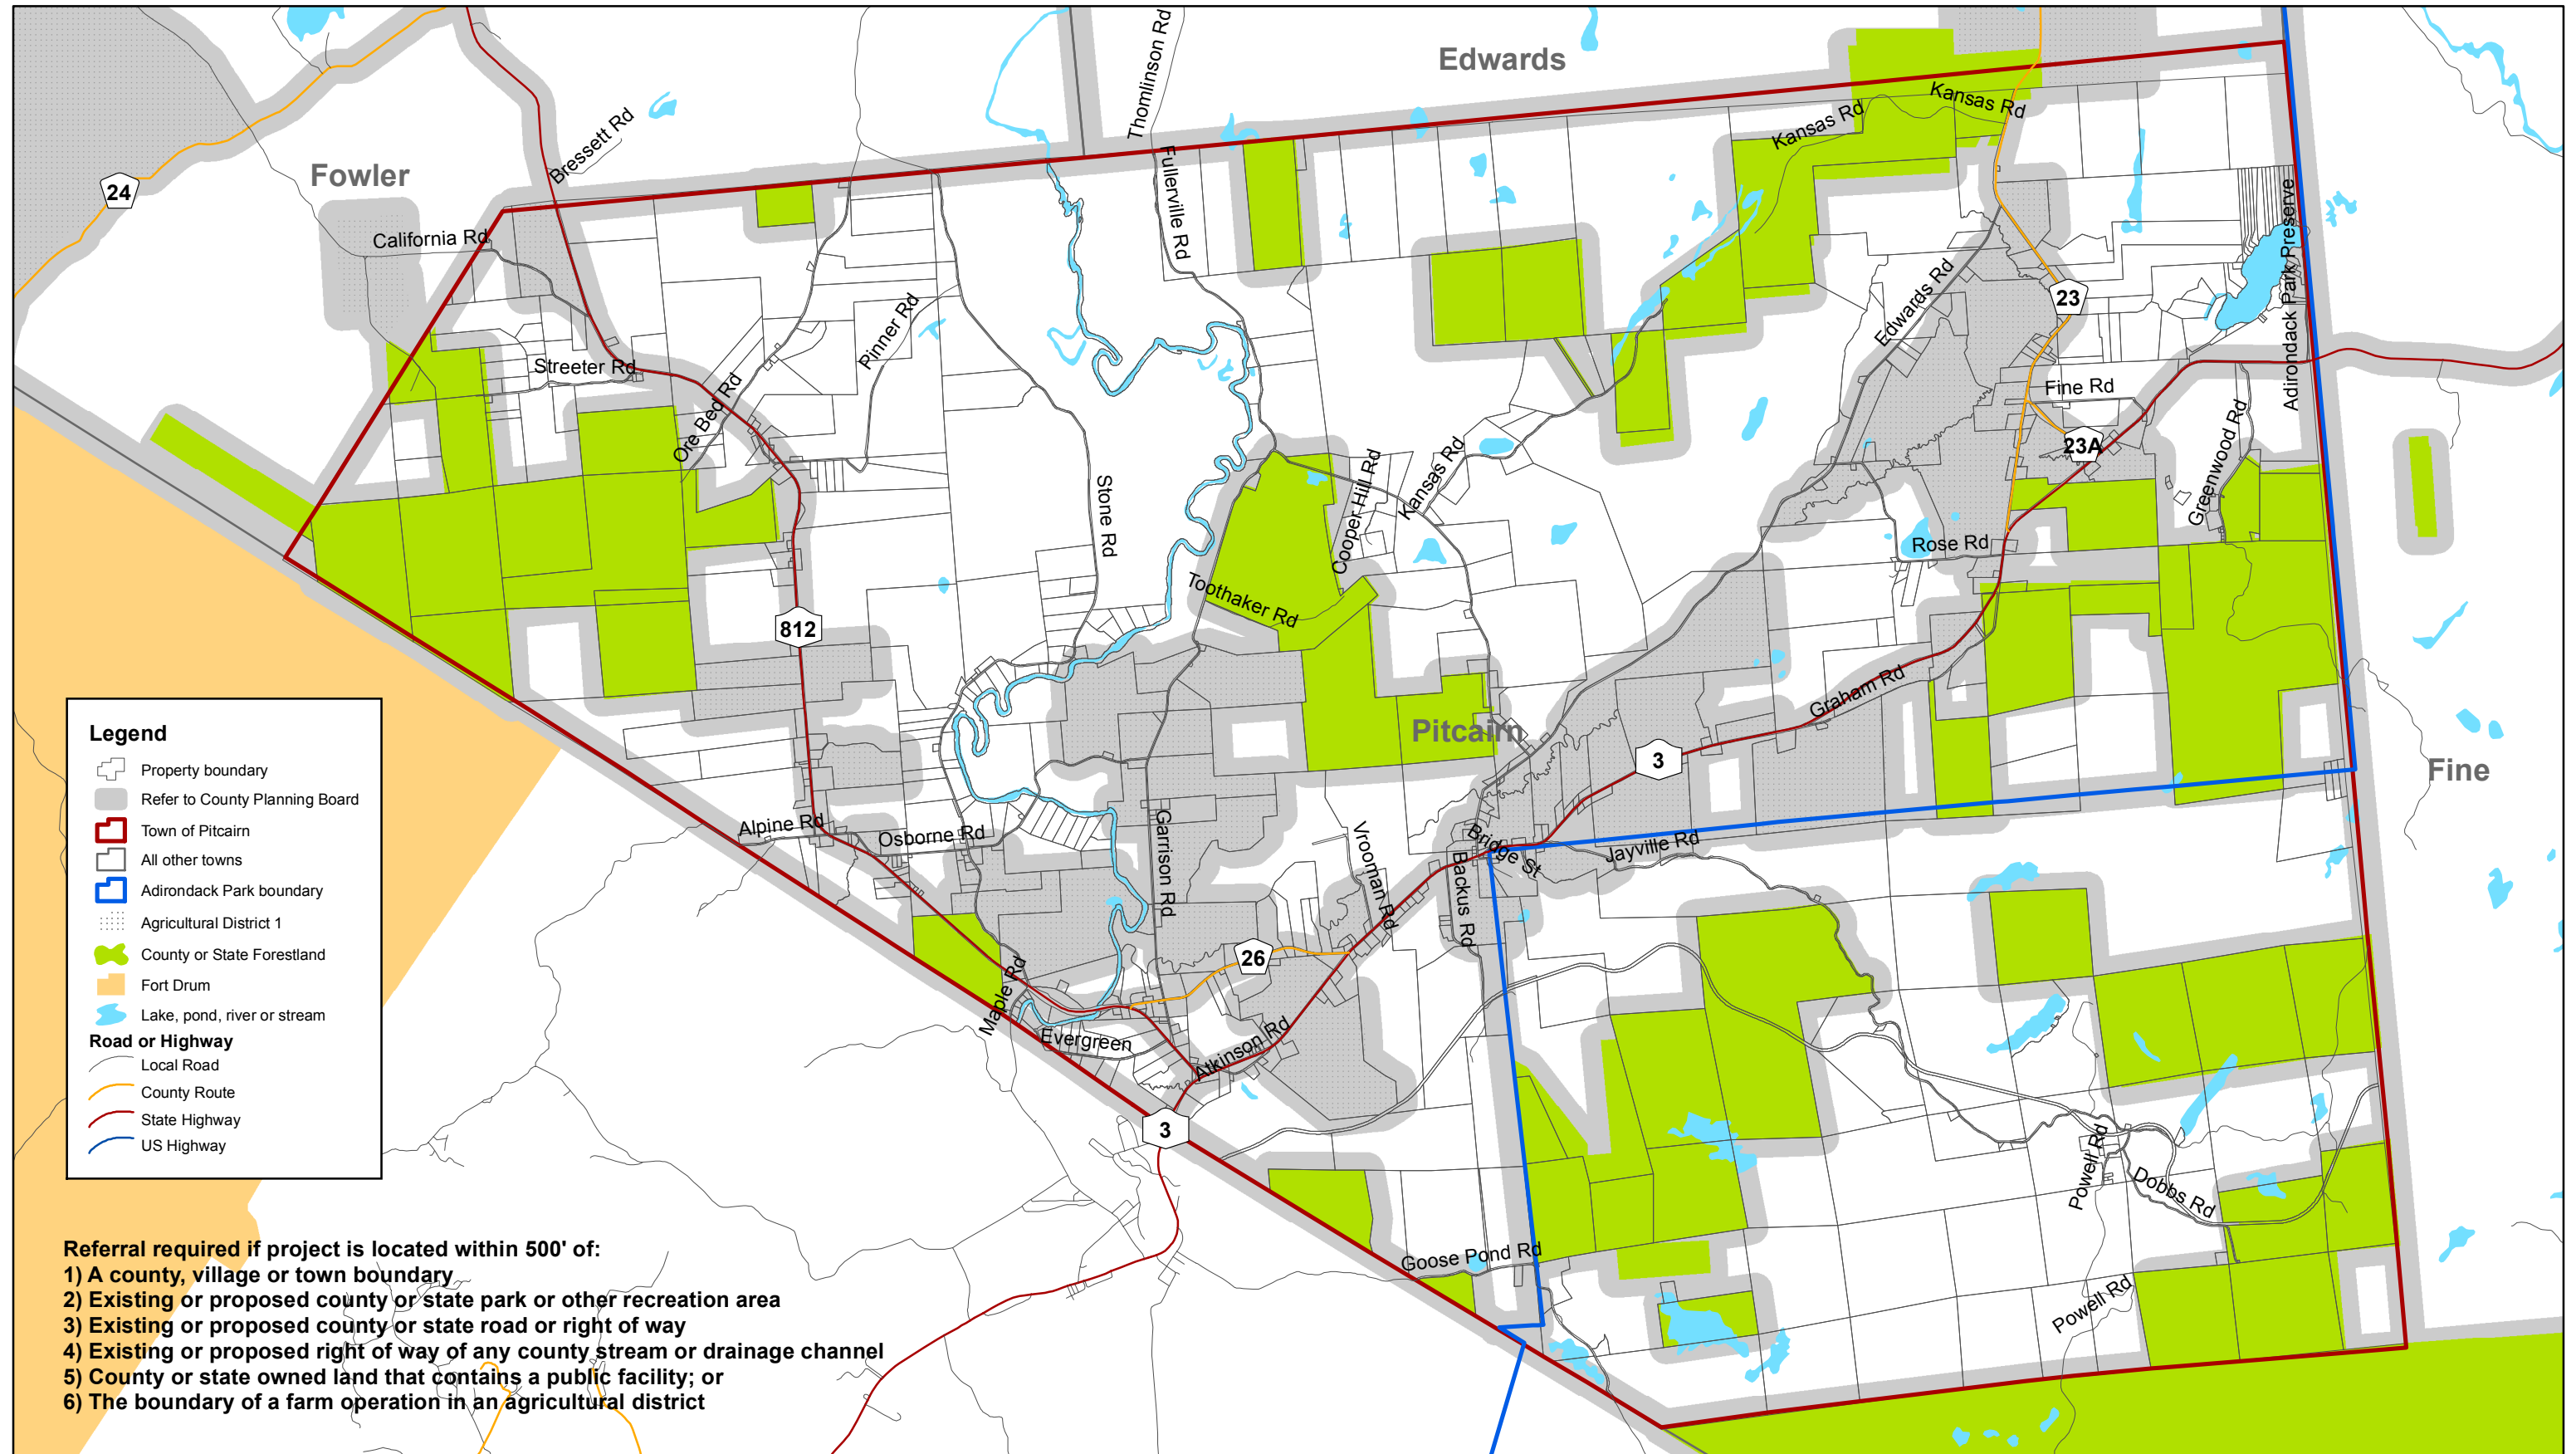 Edwards
Thomlinson Rd
Kansas Rd
Kansas Rd
Bressett Rd
Fowler
24
Fullerville Rd
California Rd
Adirondack Park Preserve
Edwards Rd
23
Pinner Rd
Streeter Rd
Ore Bed Rd
Fine Rd
23A
Greenwood Rd
Stone Rd
Cooper Hill Rd
Kansas Rd
Rose Rd
Toothaker Rd
812
Graham Rd
Pitcairn
3
Fine
Alpine Rd
Osborne Rd
Garrison Rd
Vrooman Rd
Bridge St
Backus Rd
Jayville Rd
26
Maple Rd
Evergreen
Atkinson Rd
3
Powell Rd
Dobbs Rd
Goose Pond Rd
Powell Rd
Legend
Property boundary
Refer to County Planning Board
Town of Pitcairn
All other towns
Adirondack Park boundary
Agricultural District 1
County or State Forestland
Fort Drum
Lake, pond, river or stream
Road or Highway
Local Road
County Route
State Highway
US Highway
Referral required if project is located within 500' of:
1) A county, village or town boundary
2) Existing or proposed county or state park or other recreation area
3) Existing or proposed county or state road or right of way
4) Existing or proposed right of way of any county stream or drainage channel
5) County or state owned land that contains a public facility; or
6) The boundary of a farm operation in an agricultural district